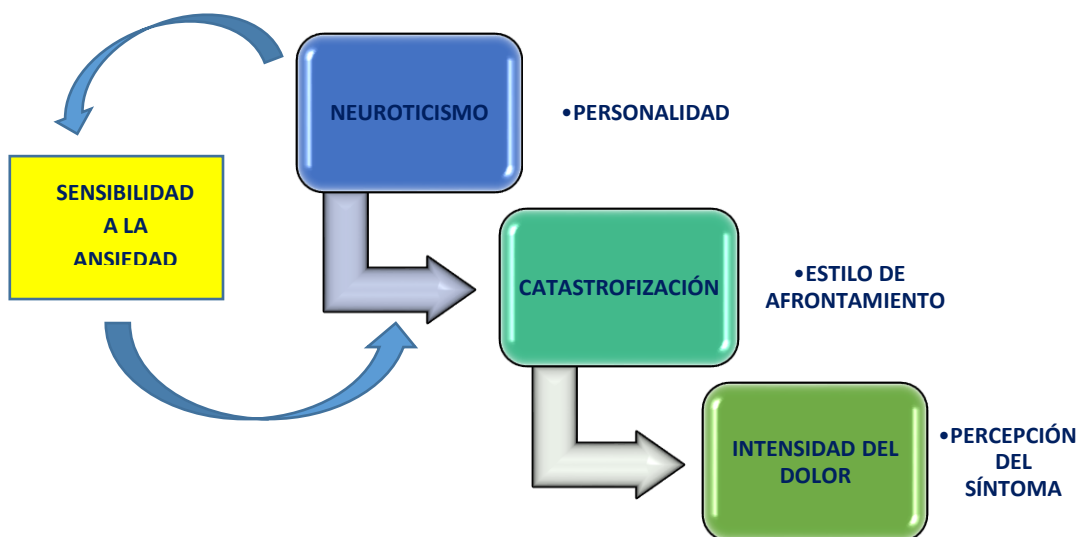 NEUROTICISMO
•PERSONALIDAD
SENSIBILIDAD
A LA
ANSIEDAD
CATASTROFIZACIÓN
•ESTILO DE
AFRONTAMIENTO
INTENSIDAD DEL
DOLOR
•PERCEPCIÓN
DEL
SÍNTOMA